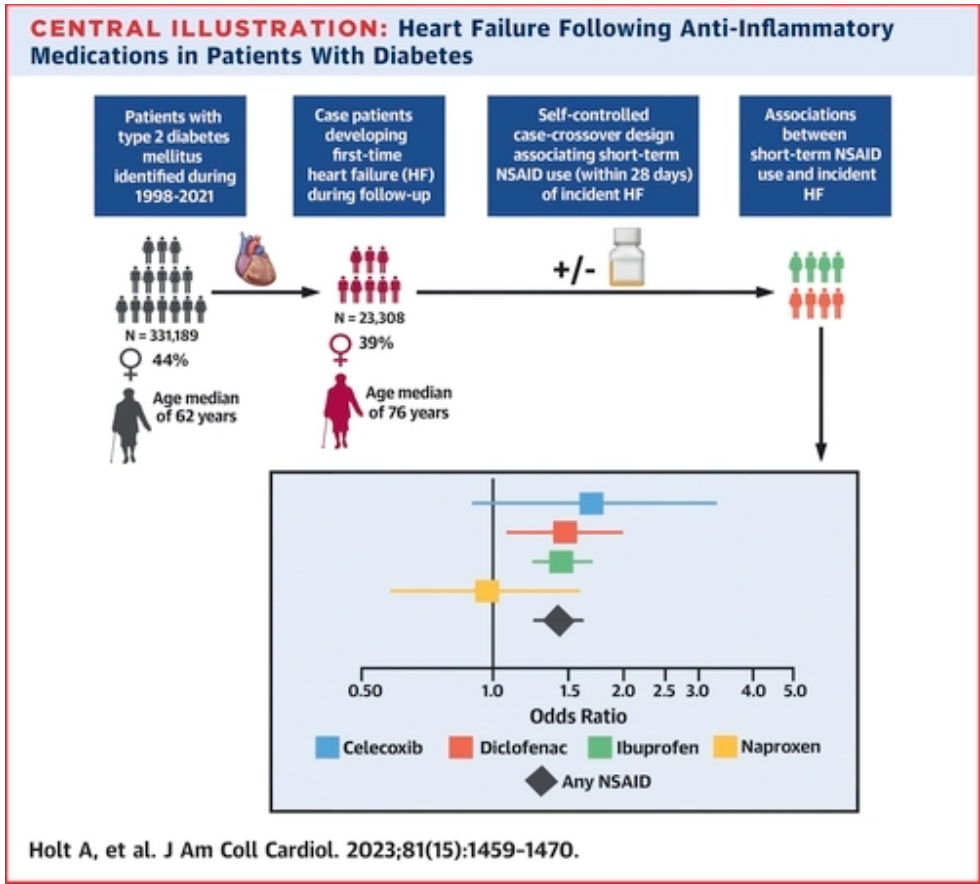 CENTRAL ILLUSTRATION: Heart Failure Following Anti-Inflammatory
Medications in Patients With Diabetes
Patients with
type 2 diabetes
mellitus
identified during
1998-2021
Case patients
developing
first-time
heart failure (HF)
during follow-up
Self-controlled
case-crossover design
associating short-term
NSAID use (within 28 days)
of incident HF
Associations
between
short-term NSAID
use and incident
HF
+/-
N = 331,189
44%
Age median
of 62 years
N = 23,308
39%
Age median
of 76 years
0.50 1.0 1.5 2.0 2.5 3.0 4.0 5.0
Odds Ratio
Celecoxib Diclofenac Ibuprofen Naproxen
Any NSAID
Holt A, et al. J Am Coll Cardiol. 2023;81(15):1459-1470.